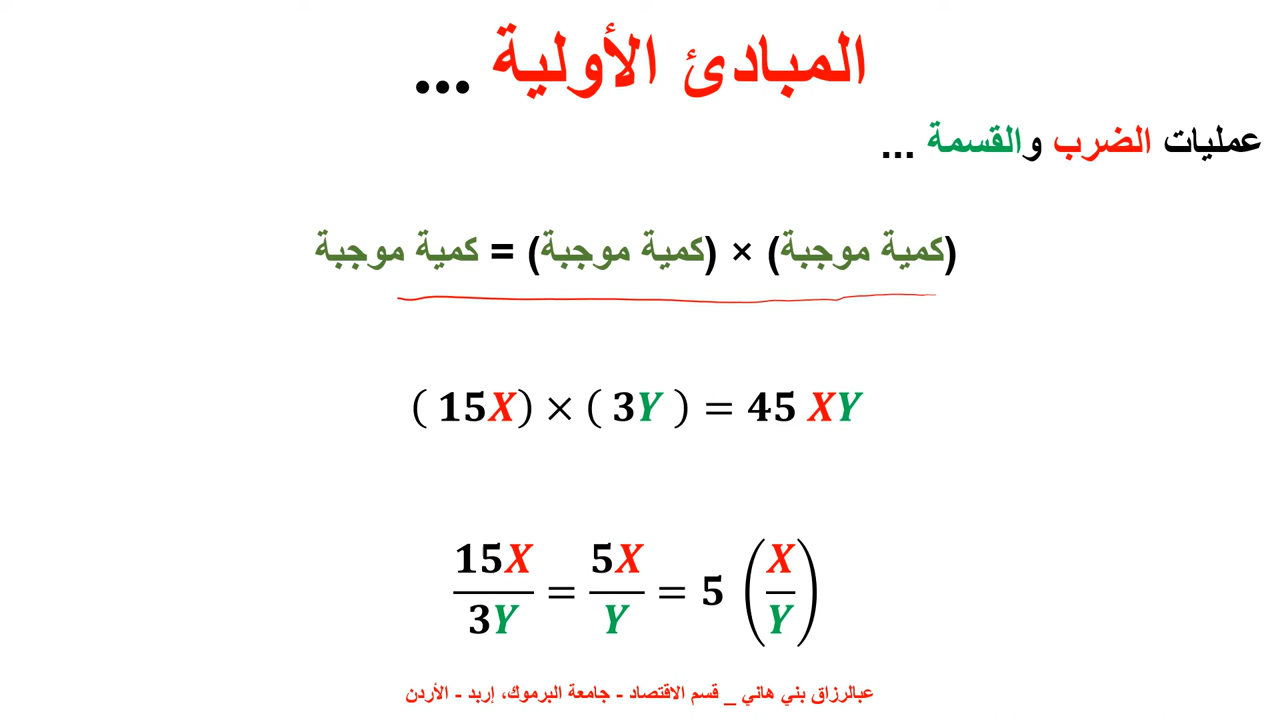 المبادئ الأولية ...
عمليات الضرب والقسمة ...
(كمية موجبة) × (كمية موجبة) = كمية موجبة
( 15X) × ( 3Y ) = 45 XY
15X/3Y = 5X/Y = 5 (X/Y)
عبالرزاق بني هاني _ قسم الاقتصاد - جامعة البرموك، إربد - الأردن